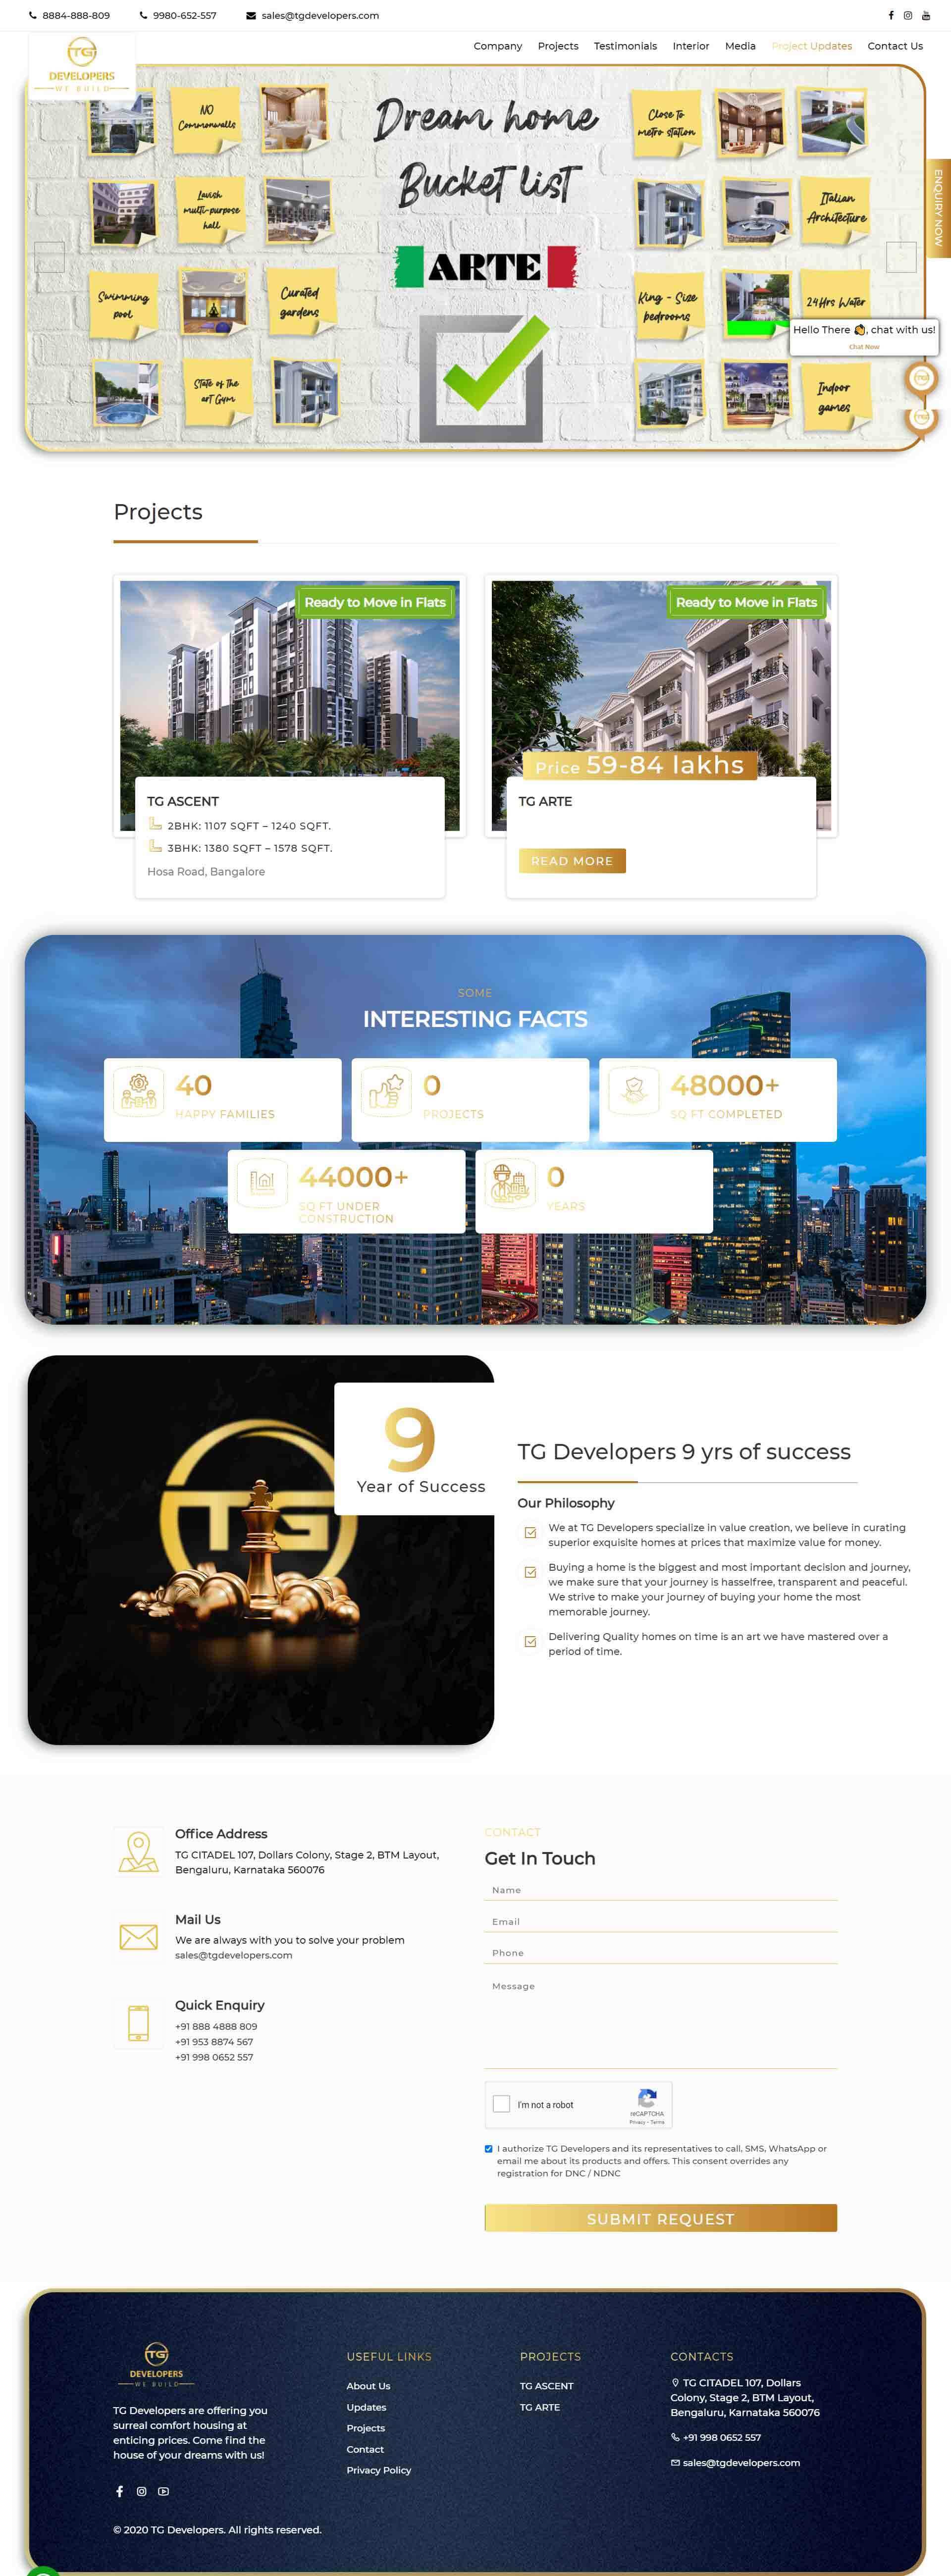 8884-888-809 9980-652-557 sales@tgdevelopers.com
TG
DEVELOPERS
WE BUILD
Company Projects Testimonials Interior Media Project Updates Contact Us
NO
Commonwalls
Dream home
Bucket list
Close to
metro station
Lavish
multi-purpose
hall
Italian
Architecture
ENQUIRY NOW
ARTE
Swimming
pool
Curated
gardens
King - Size
bedrooms
24Hrs Water
Hello There , chat with us!
Chat Now
State of the
art Gym
Indoor
games
Projects
Ready to Move in Flats
TG ASCENT
2BHK: 1107 SQFT – 1240 SQFT.
3BHK: 1380 SQFT – 1578 SQFT.
Hosa Road, Bangalore
Ready to Move in Flats
Price 59-84 lakhs
TG ARTE
READ MORE
SOME
INTERESTING FACTS
40
HAPPY FAMILIES
0
PROJECTS
48000+
SQ FT COMPLETED
44000+
SQ FT UNDER
CONSTRUCTION
0
YEARS
TG
9
Year of Success
TG Developers 9 yrs of success
Our Philosophy
We at TG Developers specialize in value creation, we believe in curating
superior exquisite homes at prices that maximize value for money.
Buying a home is the biggest and most important decision and journey,
we make sure that your journey is hasselfree, transparent and peaceful.
We strive to make your journey of buying your home the most
memorable journey.
Delivering Quality homes on time is an art we have mastered over a
period of time.
Office Address
TG CITADEL 107, Dollars Colony, Stage 2, BTM Layout,
Bengaluru, Karnataka 560076
Mail Us
We are always with you to solve your problem
sales@tgdevelopers.com
Quick Enquiry
+91 888 4888 809
+91 953 8874 567
+91 998 0652 557
CONTACT
Get In Touch
Name
Email
Phone
Message
I'm not a robot
reCAPTCHA
Privacy - Terms
I authorize TG Developers and its representatives to call, SMS, WhatsApp or
email me about its products and offers. This consent overrides any
registration for DNC / NDNC
SUBMIT REQUEST
TG
DEVELOPERS
WE BUILD
TG Developers are offering you
surreal comfort housing at
enticing prices. Come find the
house of your dreams with us!
USEFUL LINKS
About Us
Updates
Projects
Contact
Privacy Policy
PROJECTS
TG ASCENT
TG ARTE
CONTACTS
TG CITADEL 107, Dollars
Colony, Stage 2, BTM Layout,
Bengaluru, Karnataka 560076
+91 998 0652 557
sales@tgdevelopers.com
© 2020 TG Developers. All rights reserved.